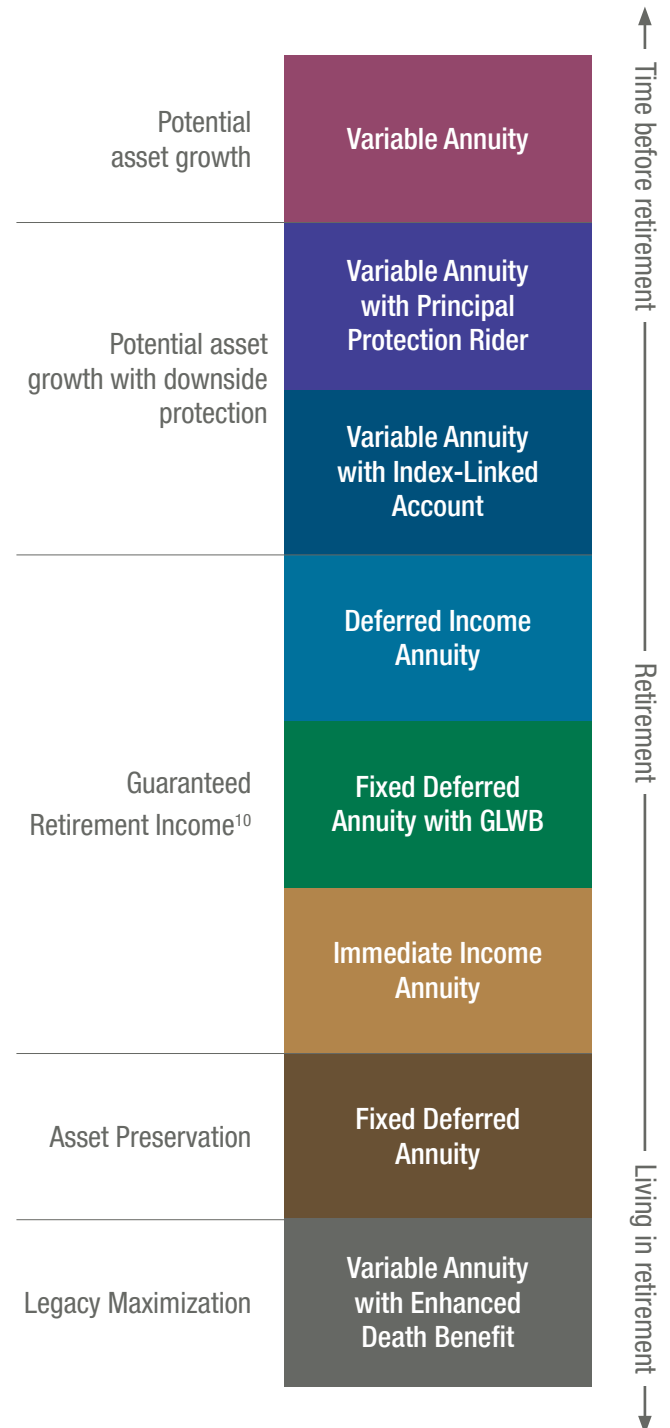 Potential
asset growth
Variable Annuity
Potential asset
growth with downside
protection
Variable Annuity
with Principal
Protection Rider
Variable Annuity
with Index-Linked
Account
Guaranteed
Retirement Income¹⁰
Deferred Income
Annuity
Fixed Deferred
Annuity with GLWB
Immediate Income
Annuity
Asset Preservation
Fixed Deferred
Annuity
Legacy Maximization
Variable Annuity
with Enhanced
Death Benefit
Time before retirement
Retirement
Living in retirement